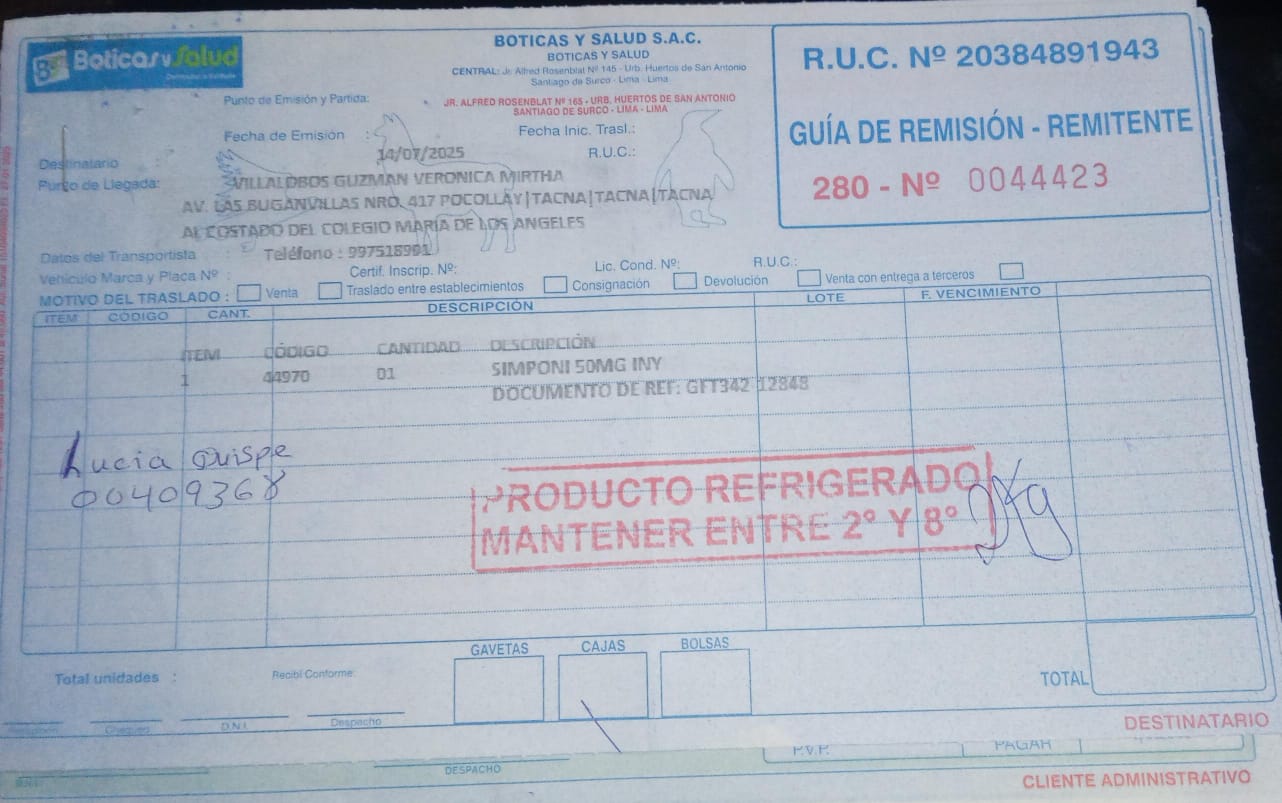 Boticas y Salud
BOTICAS Y SALUD S.A.C.
BOTICAS Y SALUD
CENTRAL: Jr. Alfred Rosenblat Nº 145 - Urb. Huertos de San Antonio
Santiago de Surco - Lima - Lima
R.U.C. Nº 20384891943
GUÍA DE REMISIÓN - REMITENTE
280 - Nº 0044423
Punto de Emisión y Partida:
JR. ALFRED ROSENBLAT Nº 165 - URB. HUERTOS DE SAN ANTONIO
SANTIAGO DE SURCO - LIMA - LIMA
Fecha de Emisión : 14/07/2025
Fecha Inic. Trasl.:
Destinatario : VILLALOBOS GUZMAN VERONICA MIRTHA
R.U.C.:
Punto de Llegada: AV. LAS BUGANVILLAS NRO. 417 POCOLLAY|TACNA|TACNA|TACNA
AL COSTADO DEL COLEGIO MARIA DE LOS ANGELES
Datos del Transportista : Teléfono : 997518991
Vehículo Marca y Placa Nº : Certif. Inscrip. Nº: Lic. Cond. Nº: R.U.C.:
MOTIVO DEL TRASLADO : Venta Traslado entre establecimientos Consignación Devolución Venta con entrega a terceros
ITEM CÓDIGO CANT. DESCRIPCIÓN LOTE F. VENCIMIENTO
ITEM CÓDIGO CANTIDAD DESCRIPCIÓN
1 44970 01 SIMPONI 50MG INY
DOCUMENTO DE REF: GTT342 12848
Lucia Quispe
00409368
PRODUCTO REFRIGERADO
MANTENER ENTRE 2º Y 8º
GAVETAS CAJAS BOLSAS
Total unidades :
Recibí Conforme:
TOTAL
Chequeo D.N.I. Despacho
DESTINATARIO
P.V.P. PAGAR
DESPACHO
CLIENTE ADMINISTRATIVO